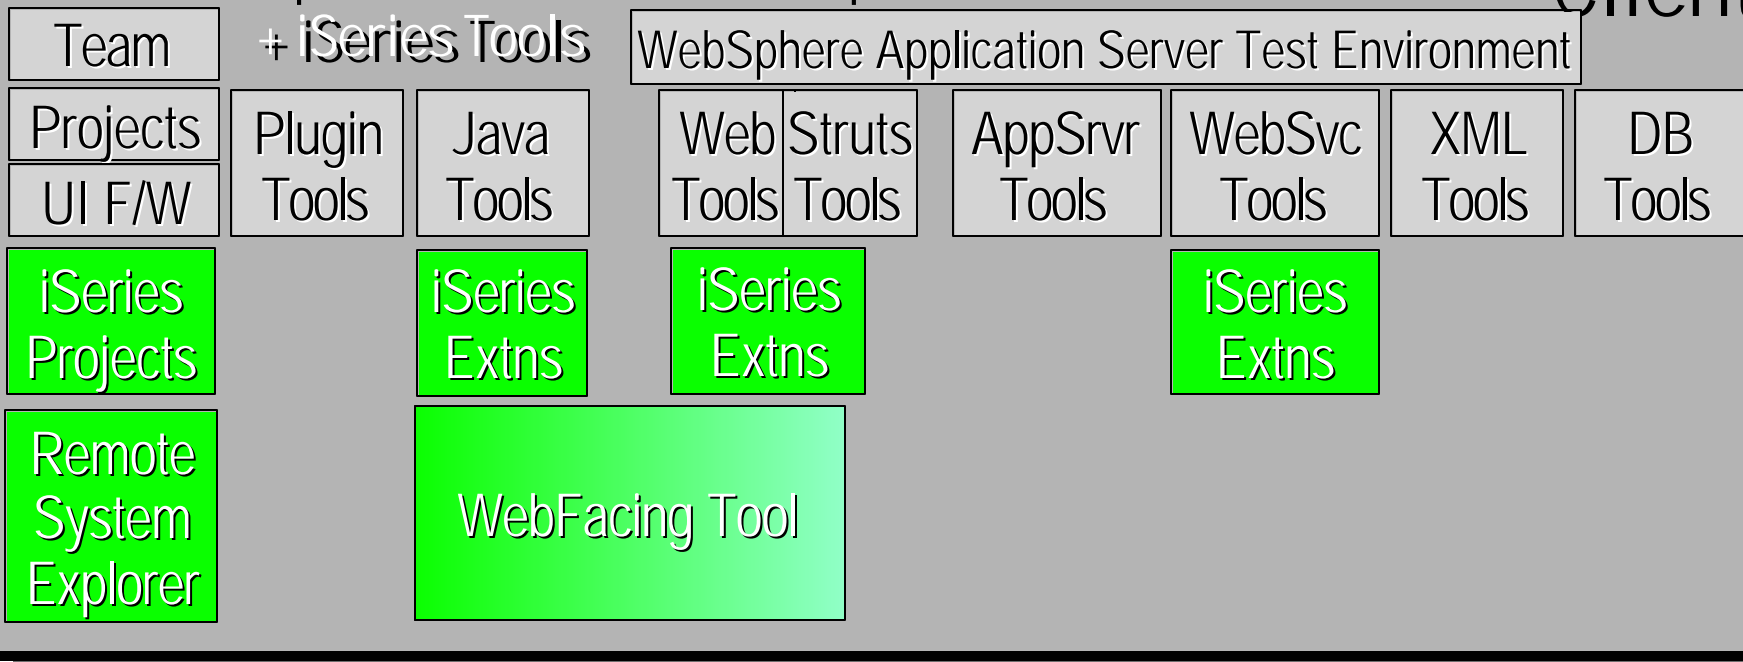 Team
+ iSeries Tools
WebSphere Application Server Test Environment
Projects
UI F/W
Plugin
Tools
Java
Tools
Web
Tools
Struts
Tools
AppSrvr
Tools
WebSvc
Tools
XML
Tools
DB
Tools
iSeries
Projects
iSeries
Extns
iSeries
Extns
iSeries
Extns
Remote
System
Explorer
WebFacing Tool